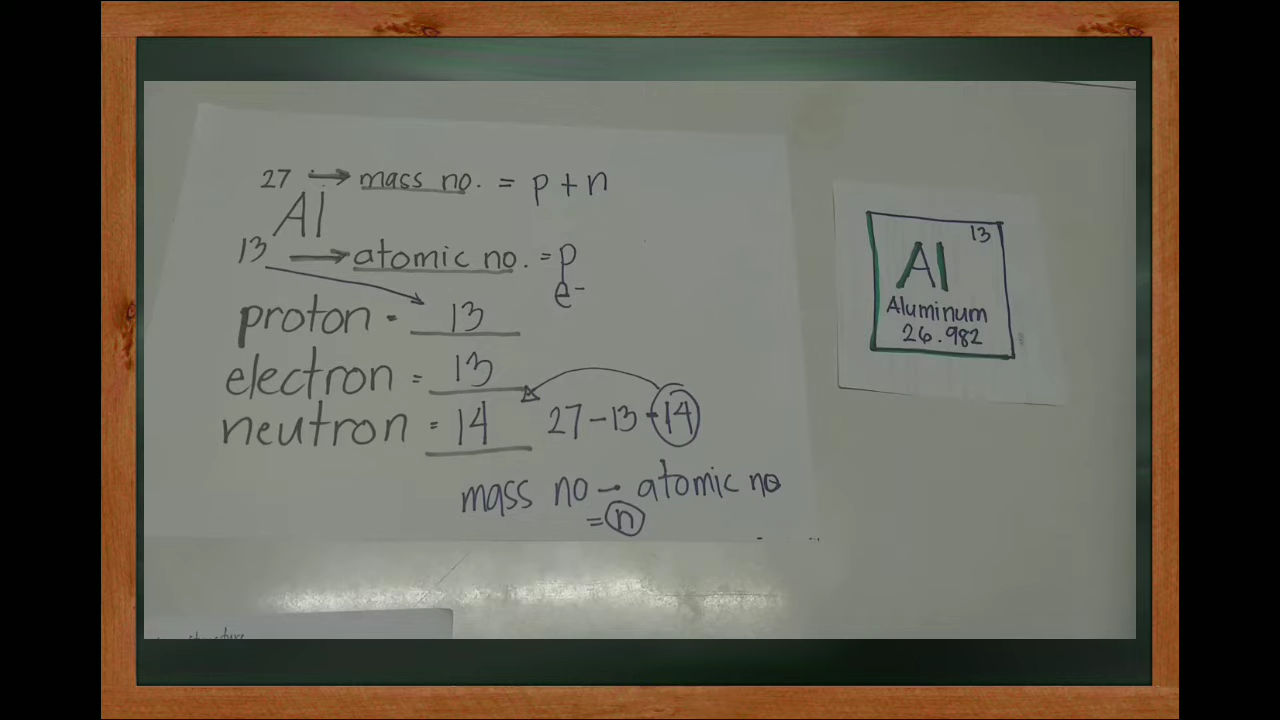 27 → mass no. = p + n
Al
13 → atomic no. = p
e-
proton = 13
electron = 13
neutron = 14 27 - 13 = 14
mass no - atomic no
= n
13
Al
Aluminum
26.982
structure